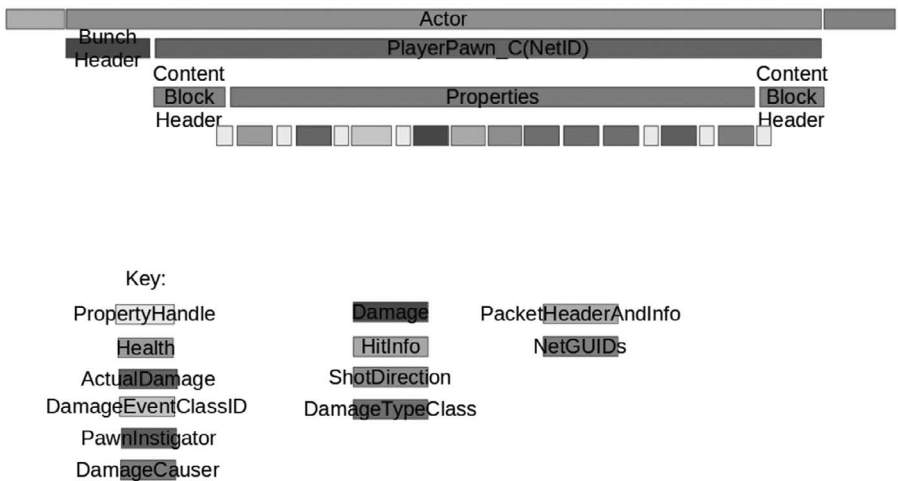 Actor
Bunch
Header
PlayerPawn_C(NetID)
Content
Block
Header
Properties
Content
Block
Header
Key:
PropertyHandle
Health
ActualDamage
DamageEventClassID
PawnInstigator
DamageCauser
Damage
HitInfo
ShotDirection
DamageTypeClass
PacketHeaderAndInfo
NetGUIDs